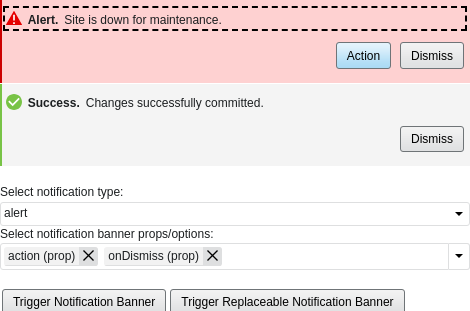 Alert. Site is down for maintenance.
Action Dismiss
Success. Changes successfully committed.
Dismiss
Select notification type:
alert
Select notification banner props/options:
action (prop) onDismiss (prop)
Trigger Notification Banner Trigger Replaceable Notification Banner